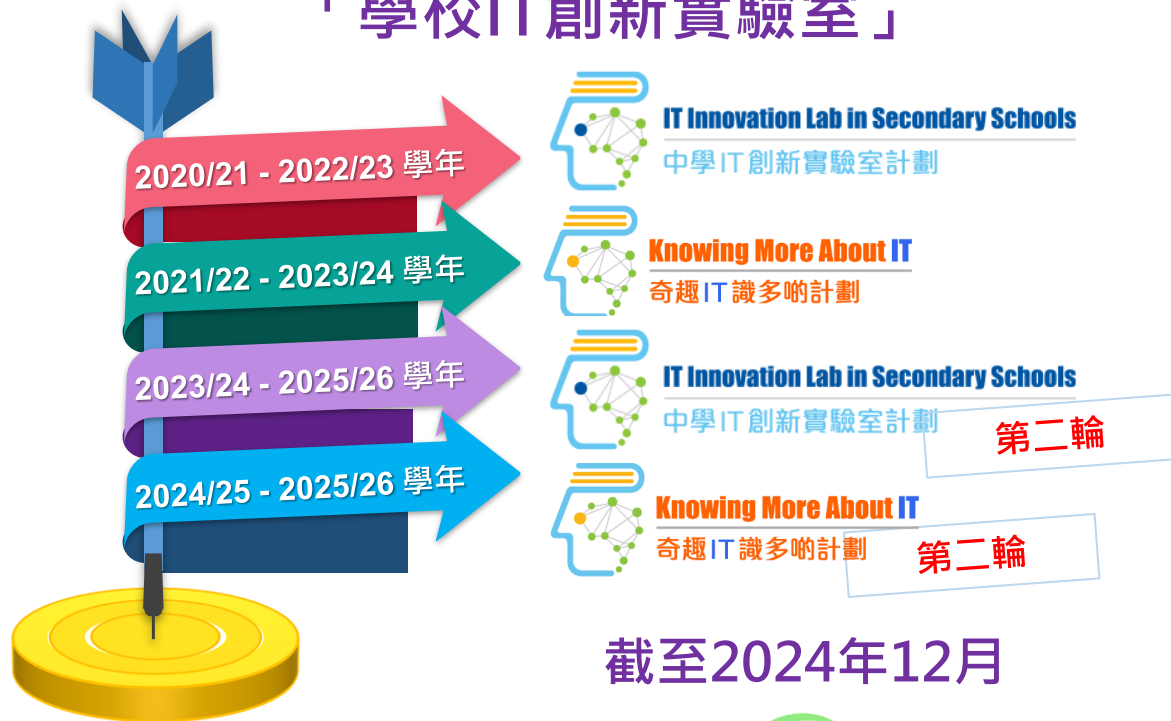 「學校IT創新實驗室」
2020/21 - 2022/23 學年
IT Innovation Lab in Secondary Schools
中學IT創新實驗室計劃
2021/22 - 2023/24 學年
Knowing More About IT
奇趣IT識多啲計劃
2023/24 - 2025/26 學年
IT Innovation Lab in Secondary Schools
中學IT創新實驗室計劃
第二輪
2024/25 - 2025/26 學年
Knowing More About IT
奇趣IT識多啲計劃
第二輪
截至2024年12月